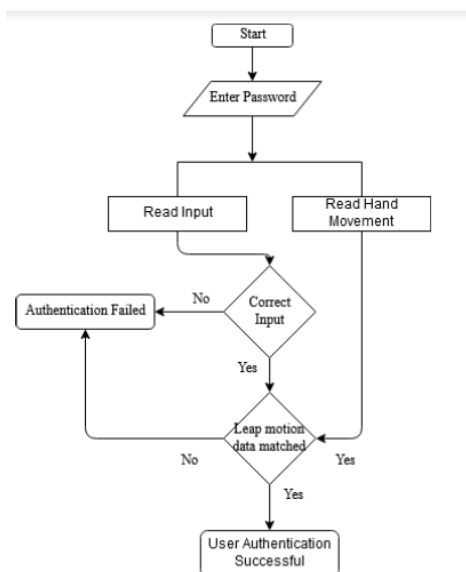 Start
Enter Password
Read Input
Read Hand
Movement
No
Correct
Input
Authentication Failed
Yes
Leap motion
data matched
No
Yes
Yes
User Authentication
Successful